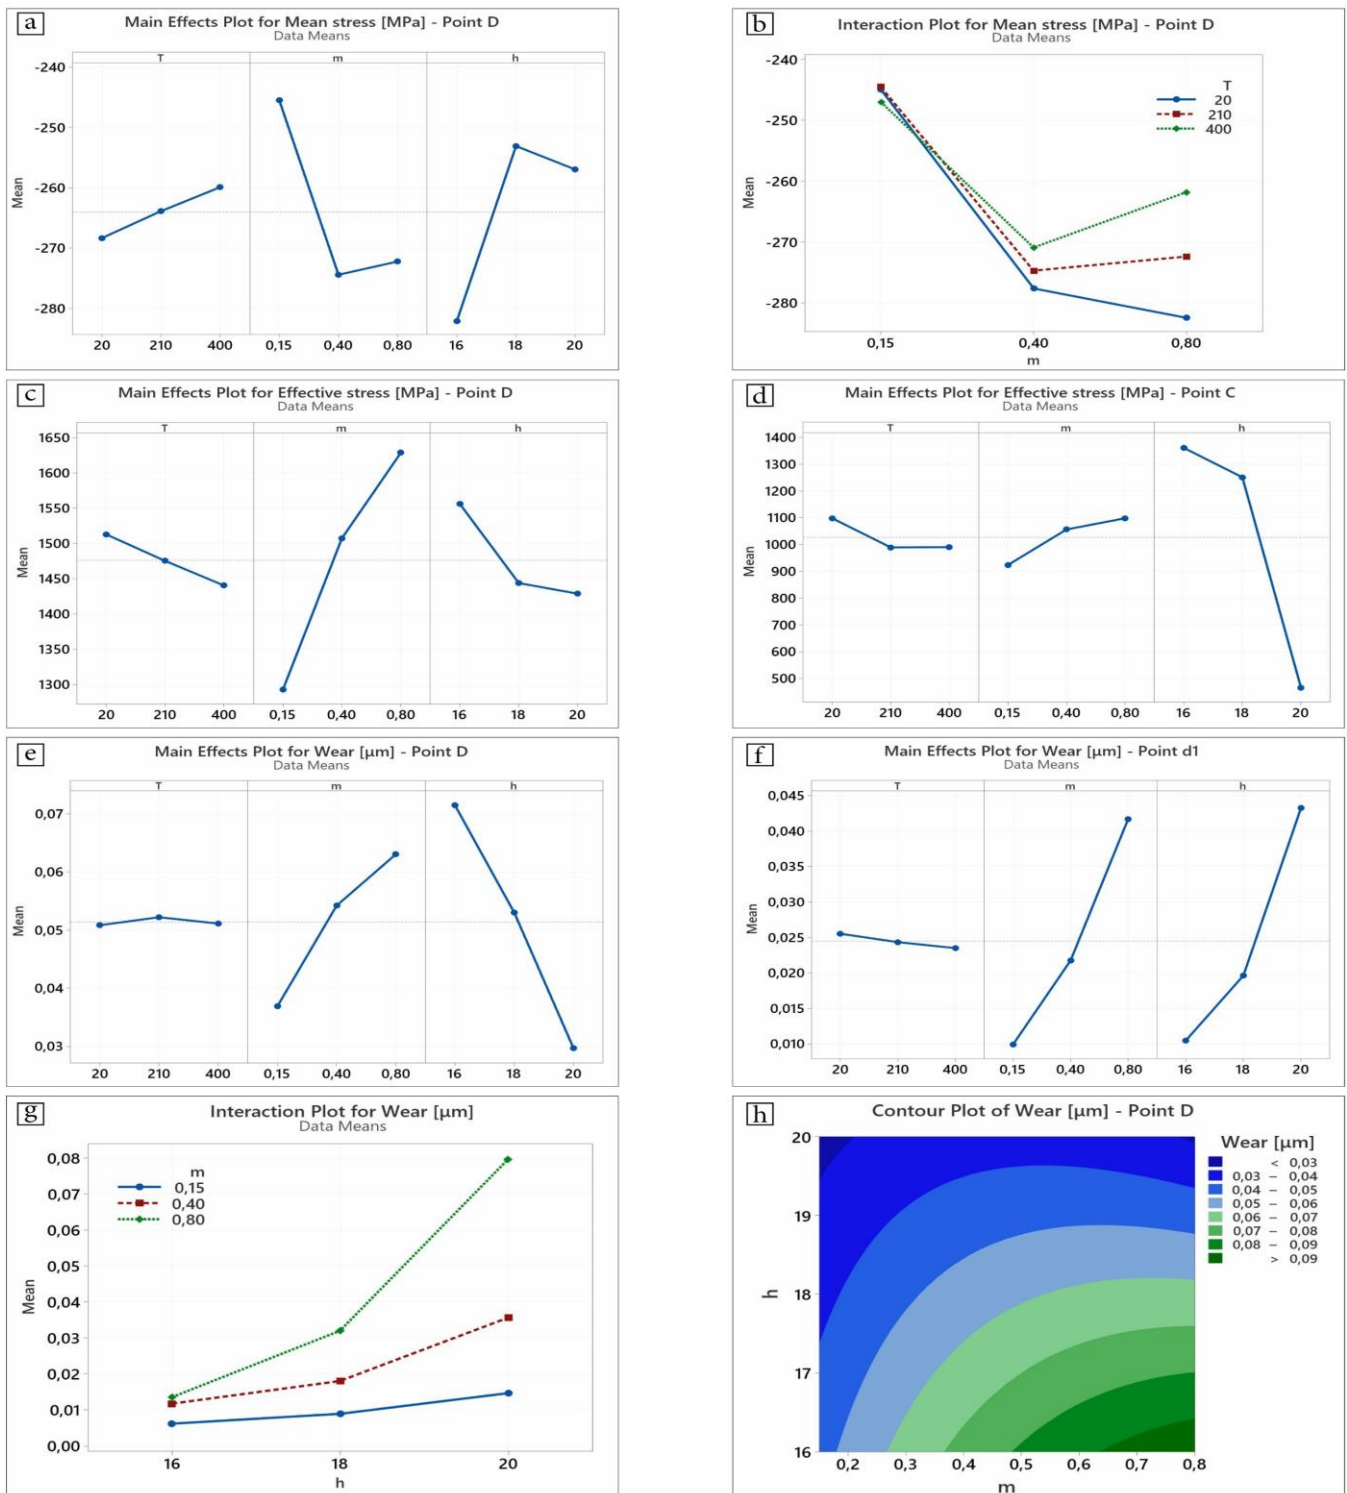 a
Main Effects Plot for Mean stress [MPa] - Point D
Data Means
T m h
-240
-250
-260
-270
-280
Mean
20 210 400 0,15 0,40 0,80 16 18 20
b
Interaction Plot for Mean stress [MPa] - Point D
Data Means
-240
-250
-260
-270
-280
Mean
T
20
210
400
0,15 0,40 0,80
m
c
Main Effects Plot for Effective stress [MPa] - Point D
Data Means
T m h
1650
1600
1550
1500
1450
1400
1300
Mean
20 210 400 0,15 0,40 0,80 16 18 20
d
Main Effects Plot for Effective stress [MPa] - Point C
Data Means
T m h
1400
1300
1200
1100
1000
900
800
700
600
500
Mean
20 210 400 0,15 0,40 0,80 16 18 20
e
Main Effects Plot for Wear [µm] - Point D
Data Means
T m h
0,07
0,06
0,05
0,04
0,03
Mean
20 210 400 0,15 0,40 0,80 16 18 20
f
Main Effects Plot for Wear [µm] - Point d1
Data Means
T m h
0,045
0,040
0,035
0,030
0,025
0,020
0,015
0,010
Mean
20 210 400 0,15 0,40 0,80 16 18 20
g
Interaction Plot for Wear [µm]
Data Means
0,08
0,07
0,06
0,05
0,04
0,03
0,02
0,01
0,00
Mean
m
0,15
0,40
0,80
16 18 20
h
h
Contour Plot of Wear [µm] - Point D
20
19
18
17
16
h
0,2 0,3 0,4 0,5 0,6 0,7 0,8
m
Wear [µm]
< 0,03
0,03 – 0,04
0,04 – 0,05
0,05 – 0,06
0,06 – 0,07
0,07 – 0,08
0,08 – 0,09
> 0,09